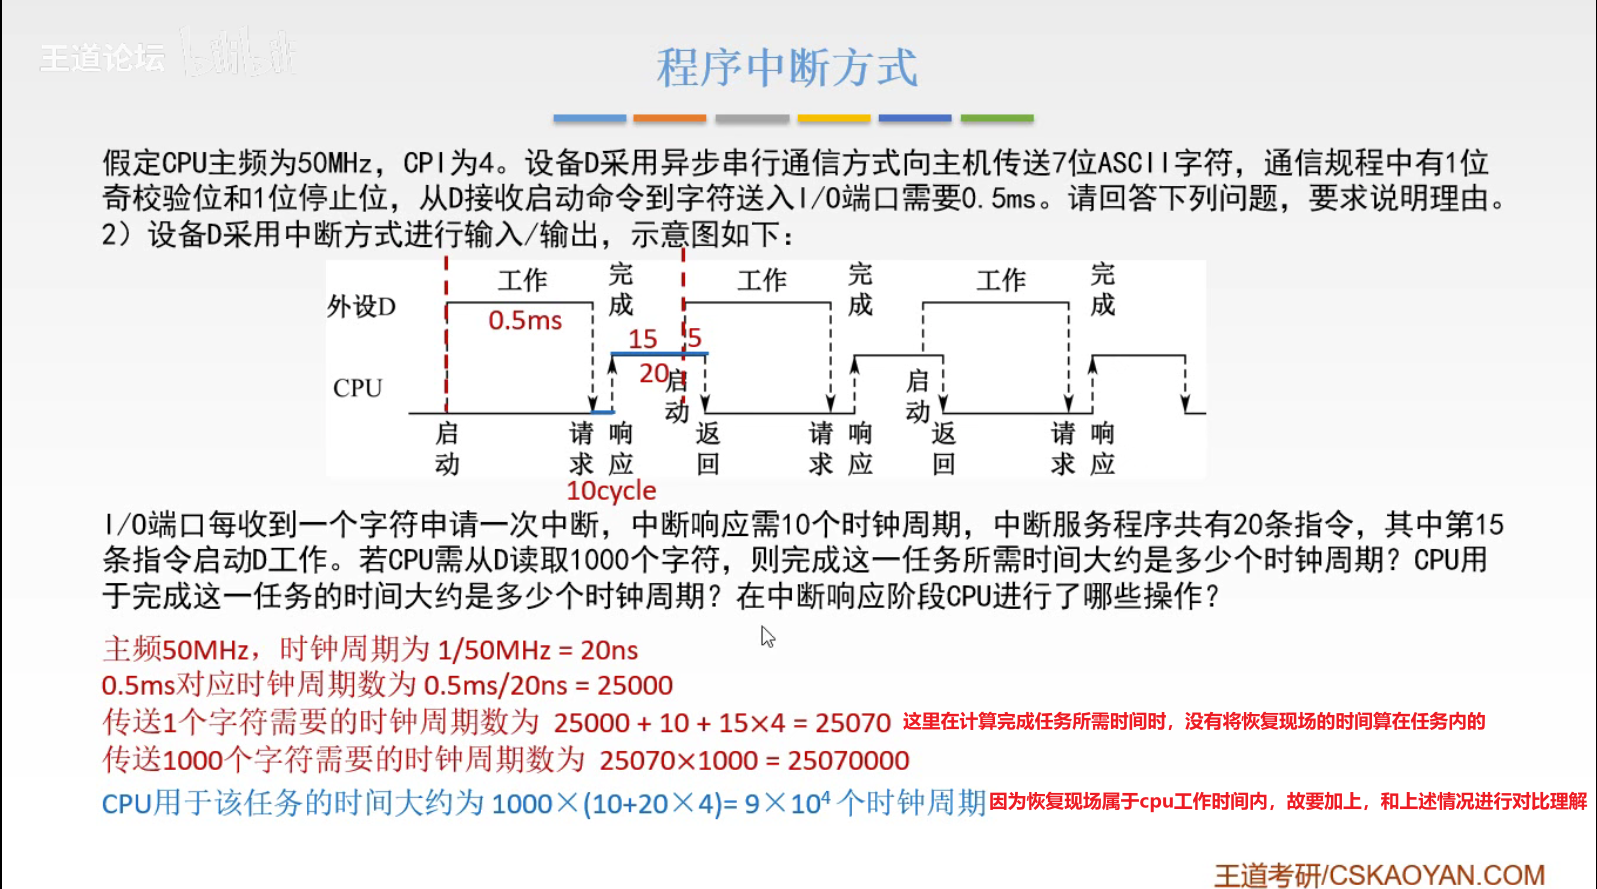 王道论坛 bilibili
程序中断方式
假定CPU主频为50MHz，CPI为4。设备D采用异步串行通信方式向主机传送7位ASCII字符，通信规程中有1位
奇校验位和1位停止位，从D接收启动命令到字符送入I/O端口需要0.5ms。请回答下列问题，要求说明理由。
2）设备D采用中断方式进行输入/输出，示意图如下：
工作 完成 工作 完成 工作 完成
外设D
0.5ms
15 5
20
CPU
启动 启动
启动 请求 响应 返回 请求 响应 返回 请求 响应
10cycle
I/O端口每收到一个字符申请一次中断，中断响应需10个时钟周期，中断服务程序共有20条指令，其中第15
条指令启动D工作。若CPU需从D读取1000个字符，则完成这一任务所需时间大约是多少个时钟周期？CPU用
于完成这一任务的时间大约是多少个时钟周期？在中断响应阶段CPU进行了哪些操作？
主频50MHz，时钟周期为 1/50MHz = 20ns
0.5ms对应时钟周期数为 0.5ms/20ns = 25000
传送1个字符需要的时钟周期数为 25000 + 10 + 15×4 = 25070 这里在计算完成任务所需时间时，没有将恢复现场的时间算在任务内的
传送1000个字符需要的时钟周期数为 25070×1000 = 25070000
CPU用于该任务的时间大约为 1000×(10+20×4)= 9×10⁴ 个时钟周期 因为恢复现场属于cpu工作时间内，故要加上，和上述情况进行对比理解
王道考研/CSKAOYAN.COM